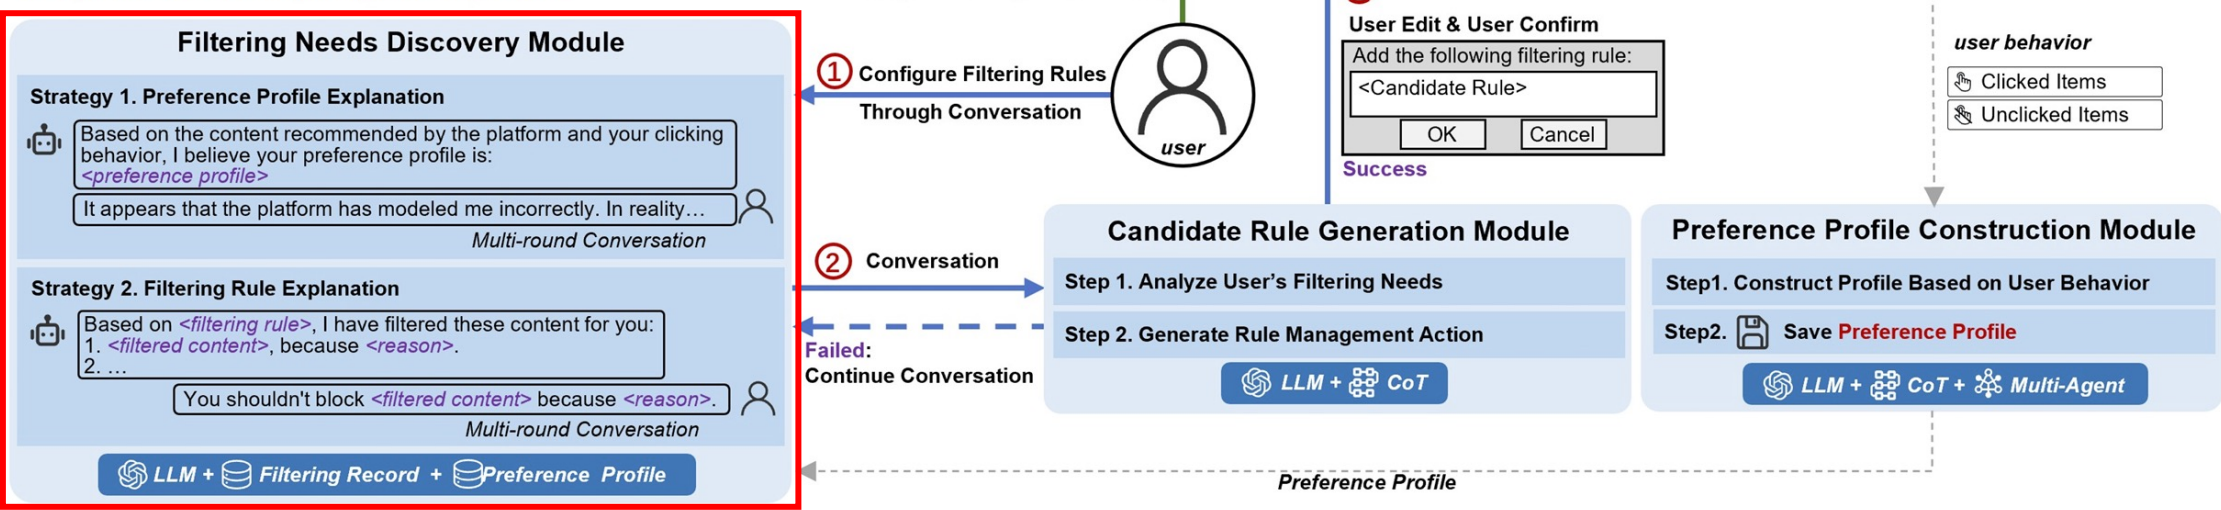 Filtering Needs Discovery Module
Strategy 1. Preference Profile Explanation
Based on the content recommended by the platform and your clicking
behavior, I believe your preference profile is:
<preference profile>
It appears that the platform has modeled me incorrectly. In reality…
Multi-round Conversation
Strategy 2. Filtering Rule Explanation
Based on <filtering rule>, I have filtered these content for you:
1. <filtered content>, because <reason>.
2. …
You shouldn't block <filtered content> because <reason>.
Multi-round Conversation
LLM + Filtering Record + Preference Profile
1 Configure Filtering Rules
Through Conversation
user
2 Conversation
Failed:
Continue Conversation
User Edit & User Confirm
Add the following filtering rule:
<Candidate Rule>
OK Cancel
Success
Candidate Rule Generation Module
Step 1. Analyze User's Filtering Needs
Step 2. Generate Rule Management Action
LLM + CoT
user behavior
Clicked Items
Unclicked Items
Preference Profile Construction Module
Step1. Construct Profile Based on User Behavior
Step2. Save Preference Profile
LLM + CoT + Multi-Agent
Preference Profile